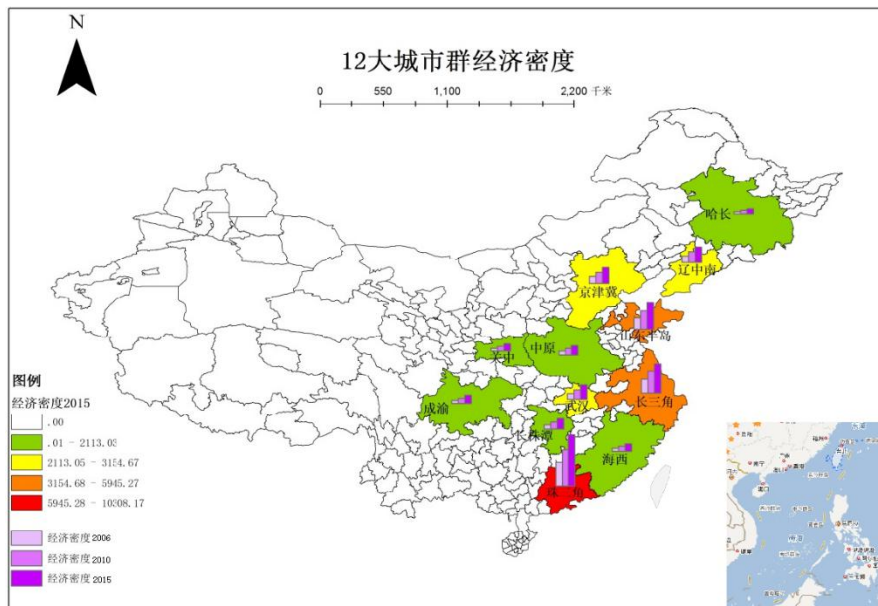 N
12大城市群经济密度
0 550 1,100 2,200 千米
哈长
辽中南
京津冀
山东半岛
关中
中原
成渝
武汉
长三角
长株潭
海西
珠三角
图例
经济密度2015
.00
.01 - 2113.03
2113.05 - 3154.67
3154.68 - 5945.27
5945.28 - 10308.17
经济密度2006
经济密度2010
经济密度2015